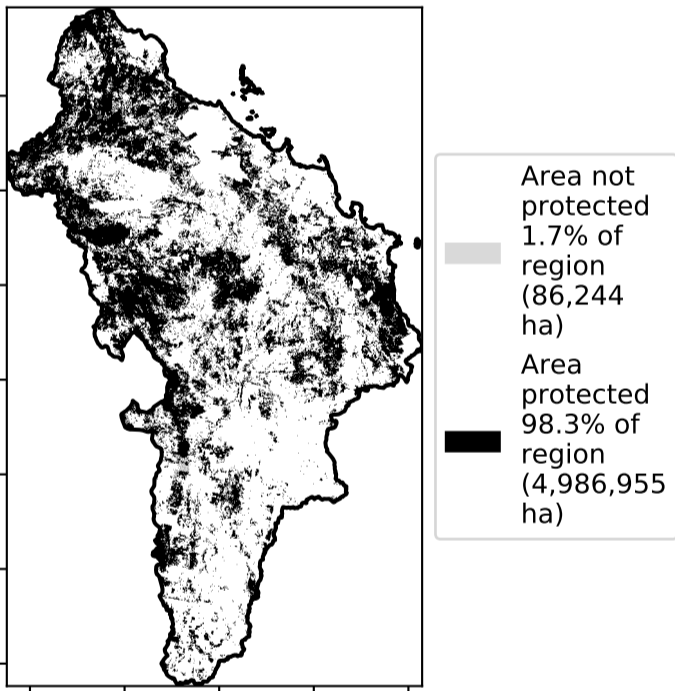 Area not
protected
1.7% of
region
(86,244
ha)
Area
protected
98.3% of
region
(4,986,955
ha)